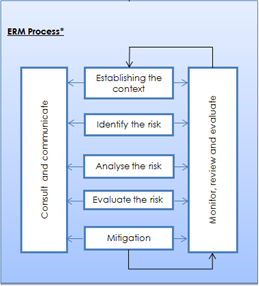 ERM Process*
Establishing the
context
Identify the risk
Analyse the risk
Evaluate the risk
Mitigation
Consult and communicate
Monitor, review and evaluate